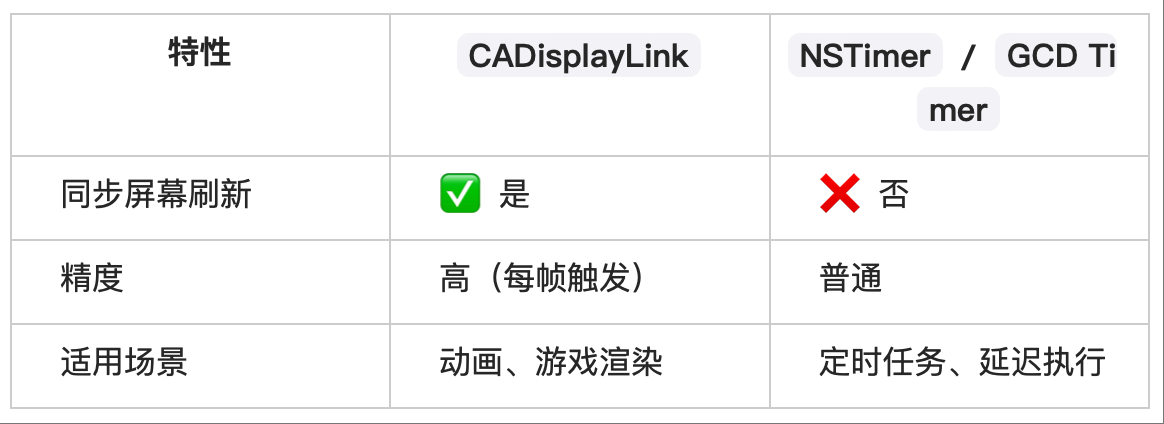 特性 CADisplayLink NSTimer / GCD Ti
mer
同步屏幕刷新 ✅ 是 ❌ 否
精度 高（每帧触发） 普通
适用场景 动画、游戏渲染 定时任务、延迟执行